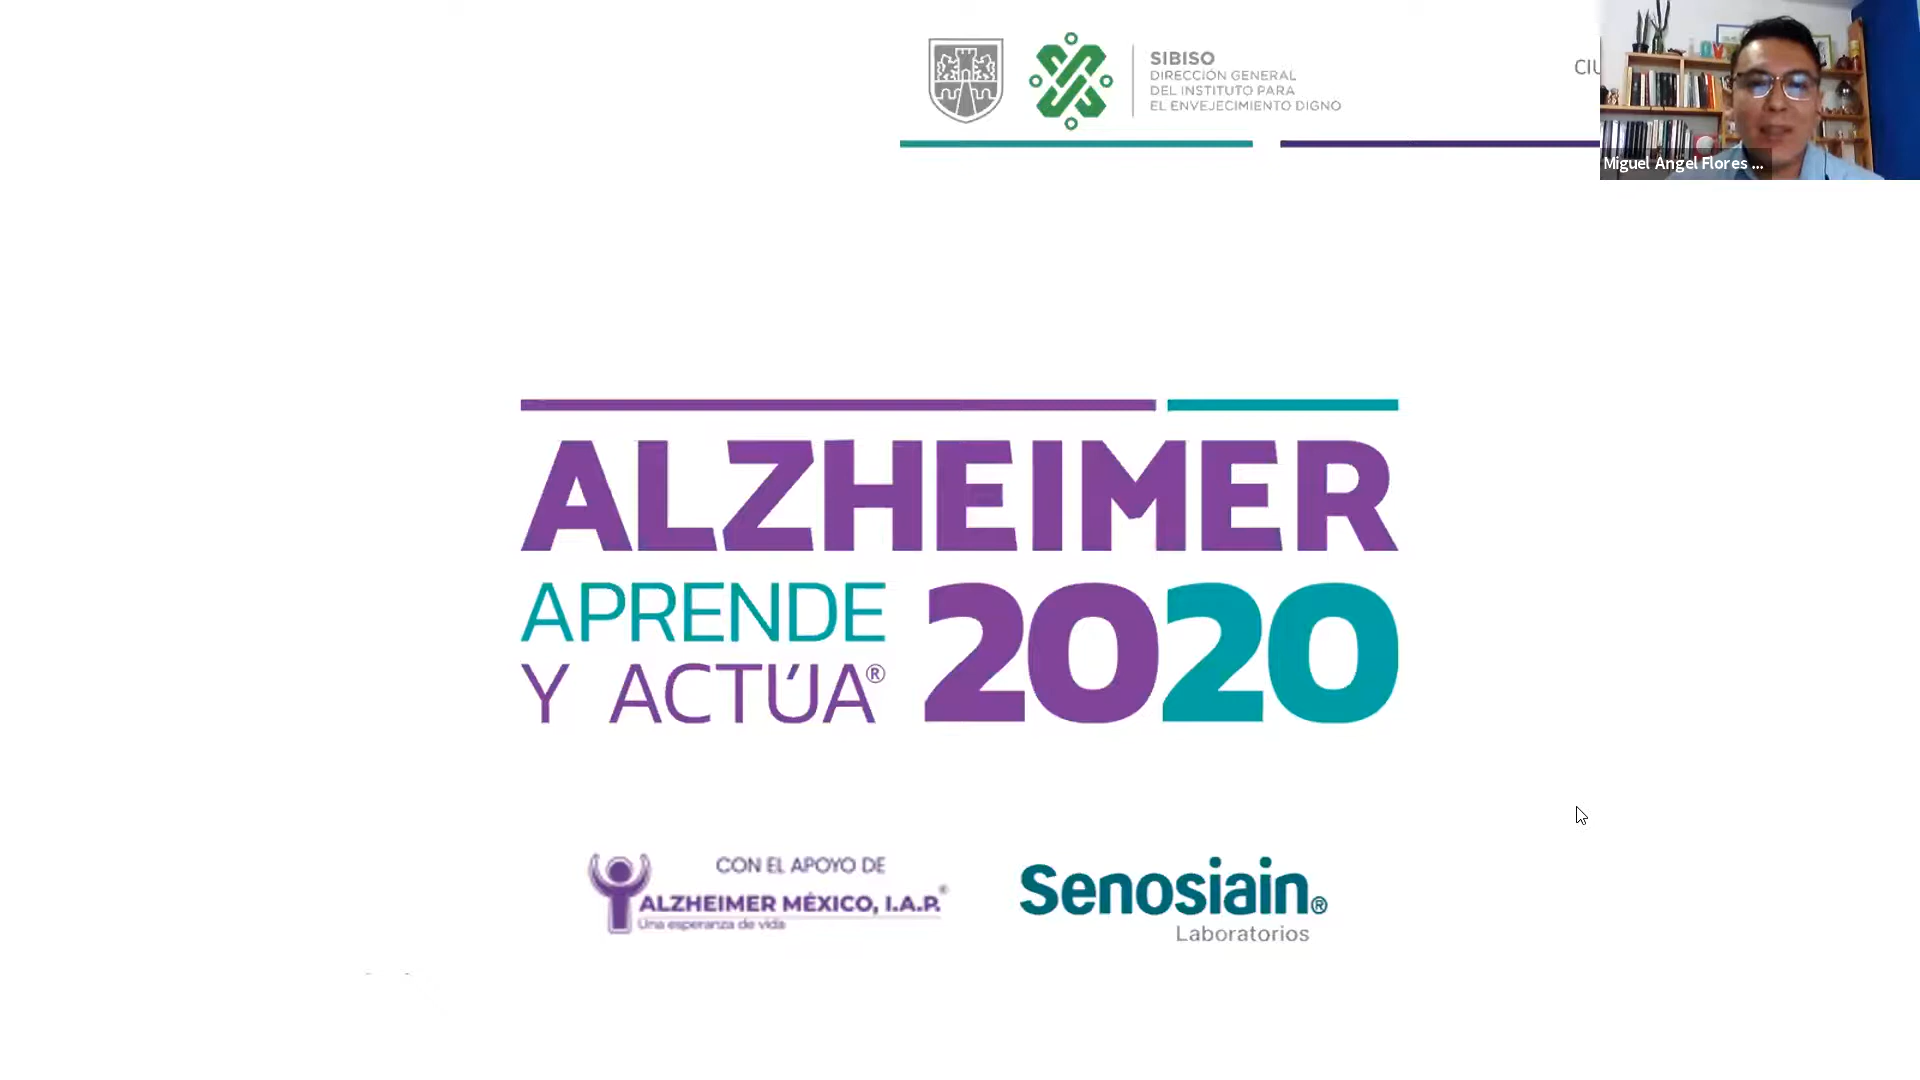 SIBISO
DIRECCIÓN GENERAL
DEL INSTITUTO PARA
EL ENVEJECIMIENTO DIGNO
CIU
Miguel Angel Flores ...
ALZHEIMER
APRENDE
Y ACTÚA®
2020
CON EL APOYO DE
ALZHEIMER MÉXICO, I.A.P.®
Una esperanza de vida
Senosiain®
Laboratorios